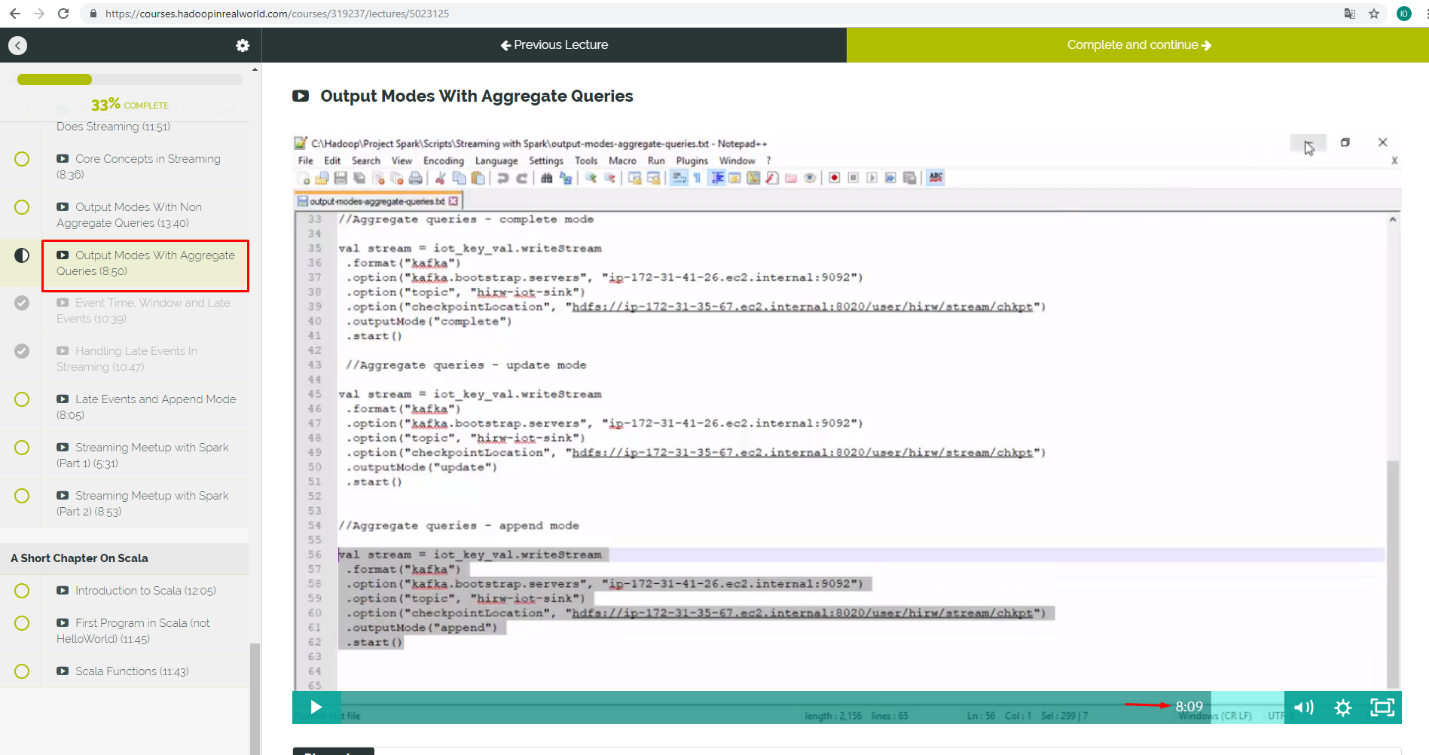 https://courses.hadoopinrealworld.com/courses/319237/lectures/5023125
IO
Previous Lecture
Complete and continue
33% COMPLETE
Does Streaming (11:51)
Core Concepts in Streaming
(8:36)
Output Modes With Non
Aggregate Queries (13:40)
Output Modes With Aggregate
Queries (8:50)
Event Time, Window and Late
Events (10:39)
Handling Late Events In
Streaming (10:47)
Late Events and Append Mode
(8:05)
Streaming Meetup with Spark
(Part 1) (5:31)
Streaming Meetup with Spark
(Part 2) (8:53)
A Short Chapter On Scala
Introduction to Scala (12:05)
First Program in Scala (not
HelloWorld) (11:45)
Scala Functions (11:43)
Output Modes With Aggregate Queries
C:\Hadoop\Project Spark\Scripts\Streaming with Spark\output-modes-aggregate-queries.txt - Notepad++
File Edit Search View Encoding Language Settings Tools Macro Run Plugins Window ?
X
ABC
output-modes-aggregate-queries.txt
33 //Aggregate queries - complete mode
34
35 val stream = iot_key_val.writeStream
36 .format("kafka")
37 .option("kafka.bootstrap.servers", "ip-172-31-41-26.ec2.internal:9092")
38 .option("topic", "hirw-iot-sink")
39 .option("checkpointLocation", "hdfs://ip-172-31-35-67.ec2.internal:8020/user/hirw/stream/chkpt")
40 .outputMode("complete")
41 .start()
42
43 //Aggregate queries - update mode
44
45 val stream = iot_key_val.writeStream
46 .format("kafka")
47 .option("kafka.bootstrap.servers", "ip-172-31-41-26.ec2.internal:9092")
48 .option("topic", "hirw-iot-sink")
49 .option("checkpointLocation", "hdfs://ip-172-31-35-67.ec2.internal:8020/user/hirw/stream/chkpt")
50 .outputMode("update")
51 .start()
52
53
54 //Aggregate queries - append mode
55
56 val stream = iot_key_val.writeStream
57 .format("kafka")
58 .option("kafka.bootstrap.servers", "ip-172-31-41-26.ec2.internal:9092")
59 .option("topic", "hirw-iot-sink")
60 .option("checkpointLocation", "hdfs://ip-172-31-35-67.ec2.internal:8020/user/hirw/stream/chkpt")
61 .outputMode("append")
62 .start()
63
64
65
file length : 2,156 lines : 65 Ln : 56 Col : 1 Sel : 299 | 7 Windows (CR LF) UTF
8:09